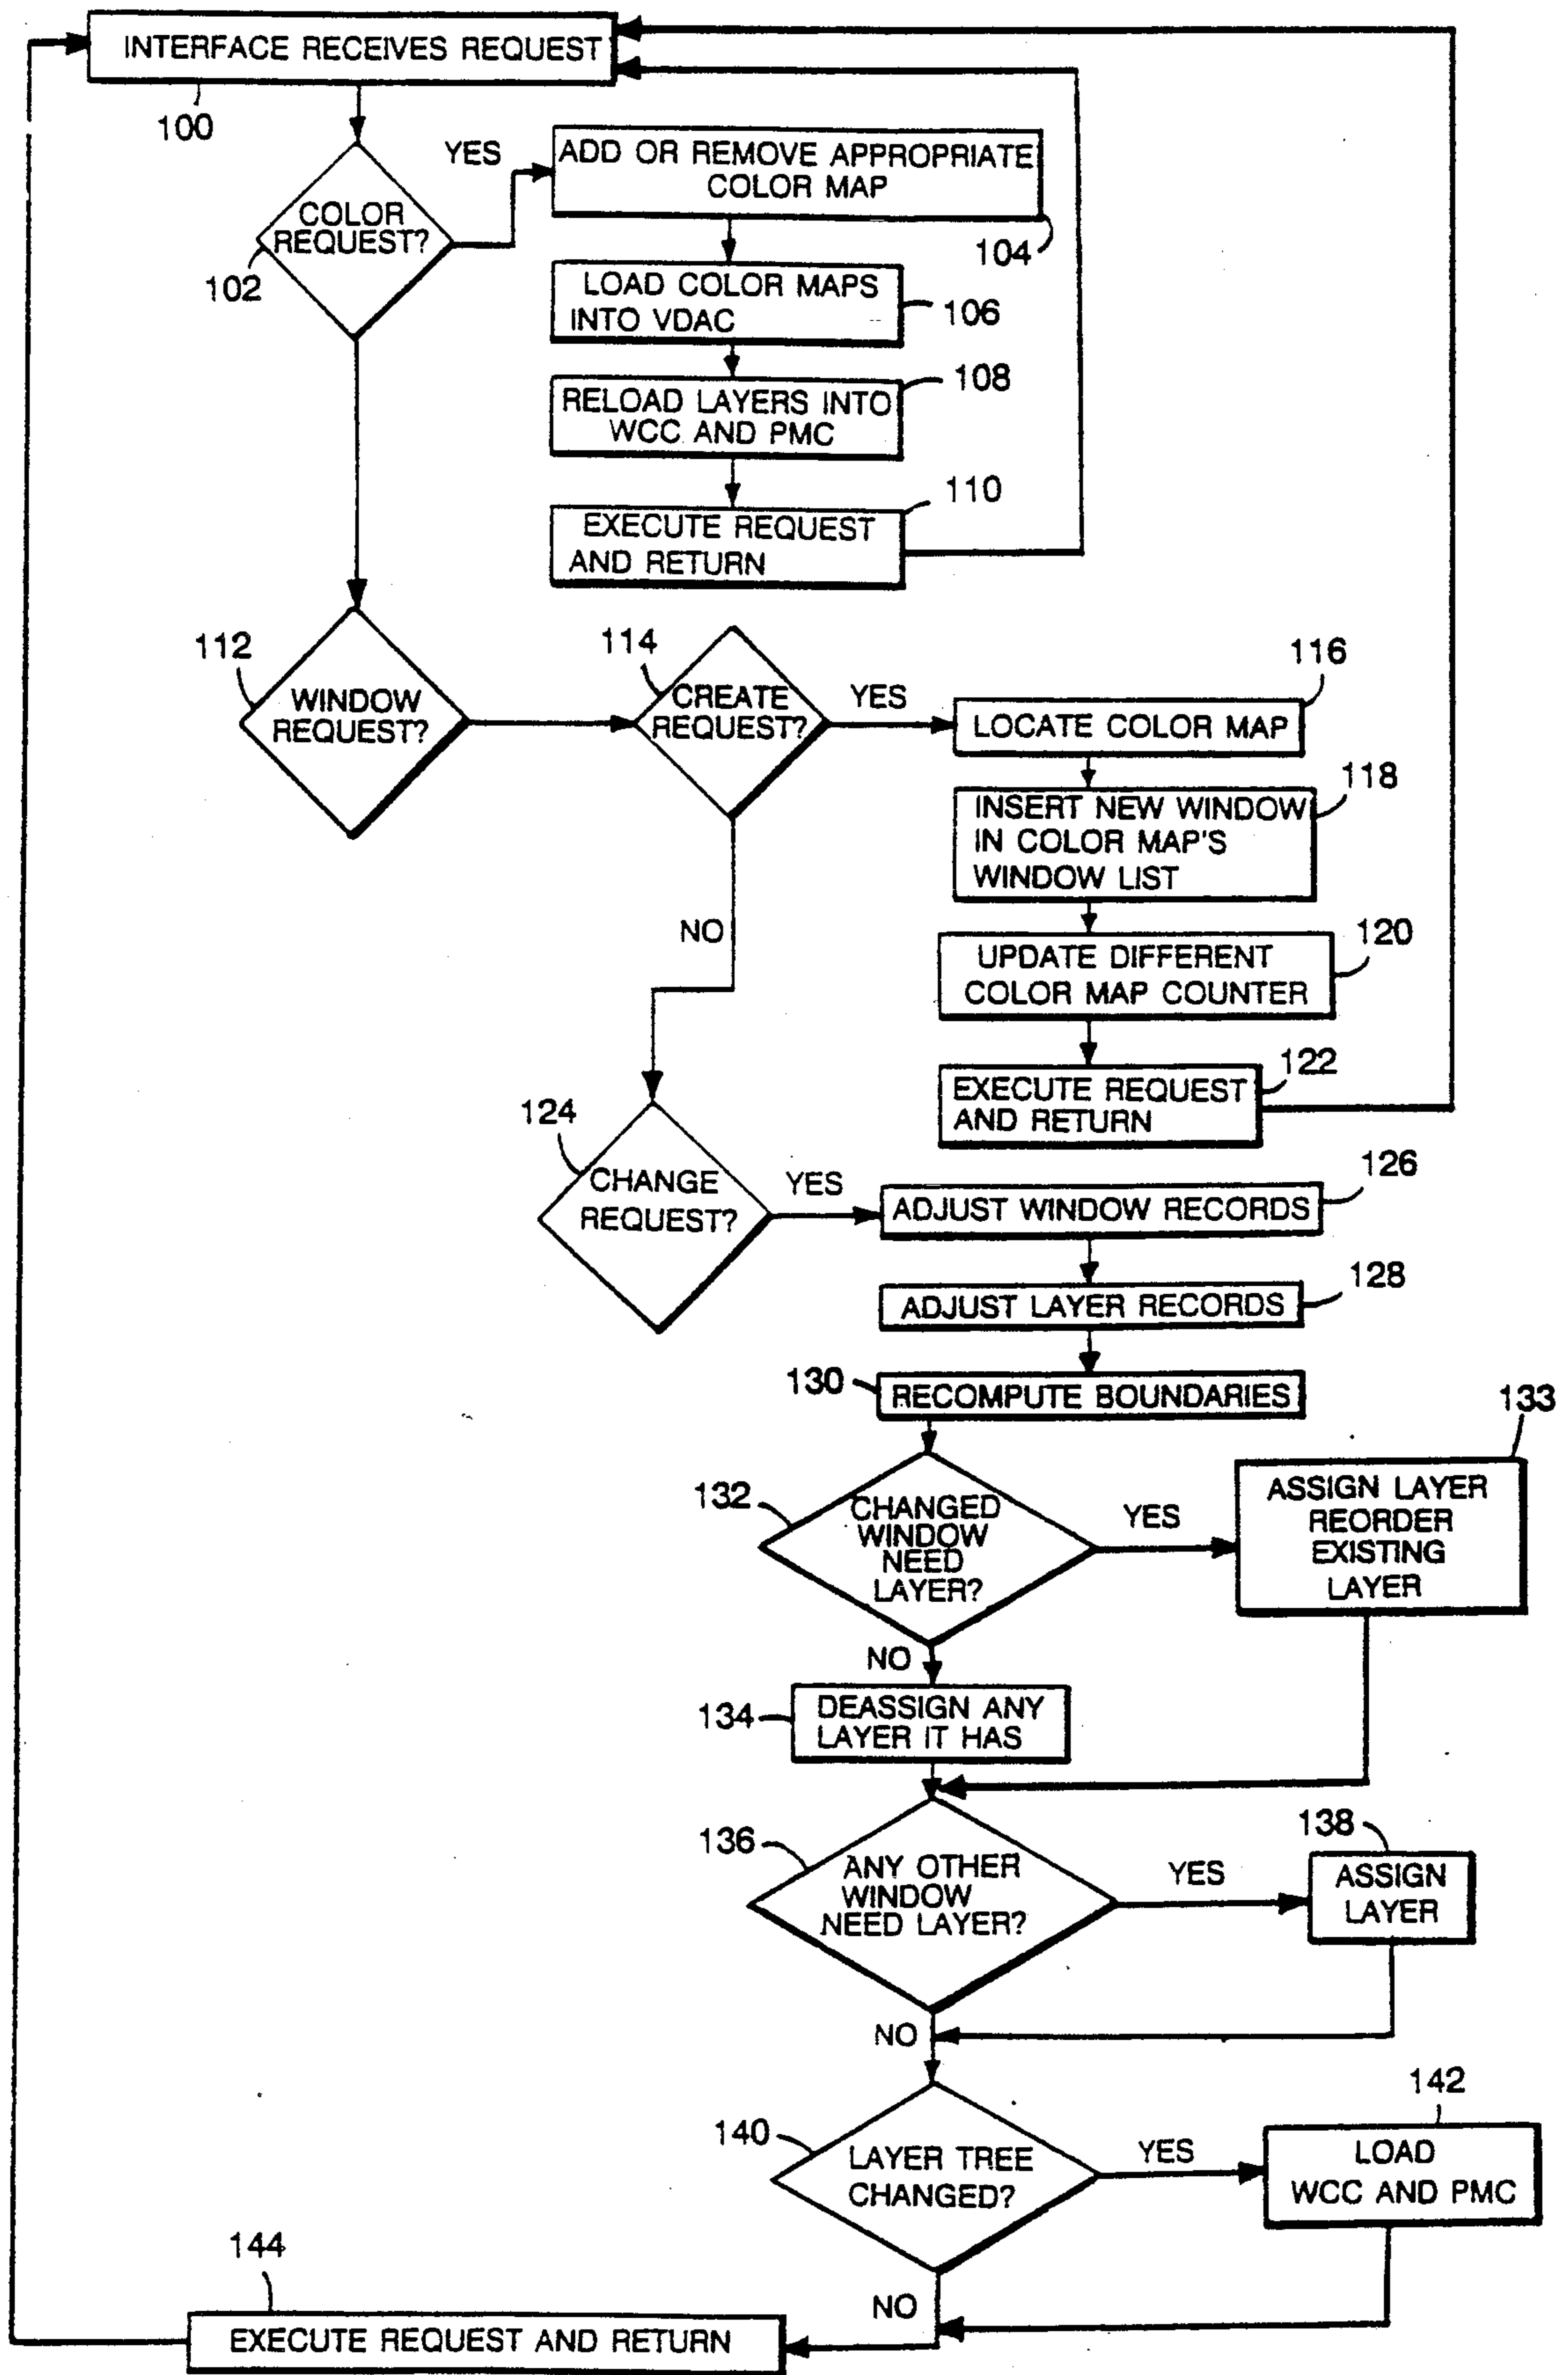 INTERFACE RECEIVES REQUEST
100
COLOR
REQUEST?
102
YES
ADD OR REMOVE APPROPRIATE
COLOR MAP
104
LOAD COLOR MAPS
INTO VDAC
106
RELOAD LAYERS INTO
WCC AND PMC
108
EXECUTE REQUEST
AND RETURN
110
112
WINDOW
REQUEST?
114
CREATE
REQUEST?
YES
116
LOCATE COLOR MAP
118
INSERT NEW WINDOW
IN COLOR MAP'S
WINDOW LIST
NO
120
UPDATE DIFFERENT
COLOR MAP COUNTER
122
EXECUTE REQUEST
AND RETURN
124
CHANGE
REQUEST?
YES
126
ADJUST WINDOW RECORDS
128
ADJUST LAYER RECORDS
130
RECOMPUTE BOUNDARIES
132
CHANGED
WINDOW
NEED
LAYER?
YES
133
ASSIGN LAYER
REORDER
EXISTING
LAYER
NO
134
DEASSIGN ANY
LAYER IT HAS
136
ANY OTHER
WINDOW
NEED LAYER?
YES
138
ASSIGN
LAYER
NO
140
LAYER TREE
CHANGED?
YES
142
LOAD
WCC AND PMC
NO
144
EXECUTE REQUEST AND RETURN